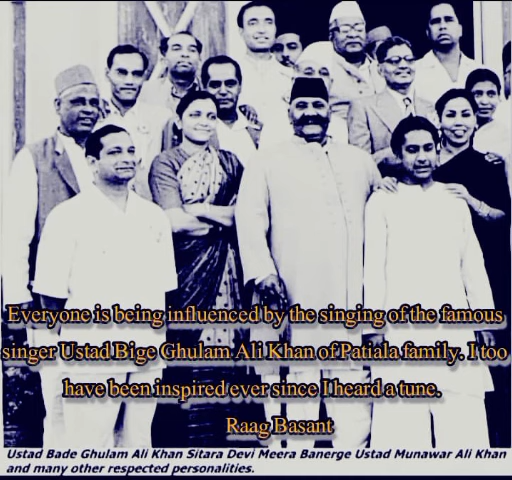 Everyone is being influenced by the singing of the famous
singer Ustad Bige Ghulam Ali Khan of Patiala family. I too
have been inspired ever since I heard a tune.
Raag Basant
Ustad Bade Ghulam Ali Khan Sitara Devi Meera Banerge Ustad Munawar Ali Khan
and many other respected personalities.